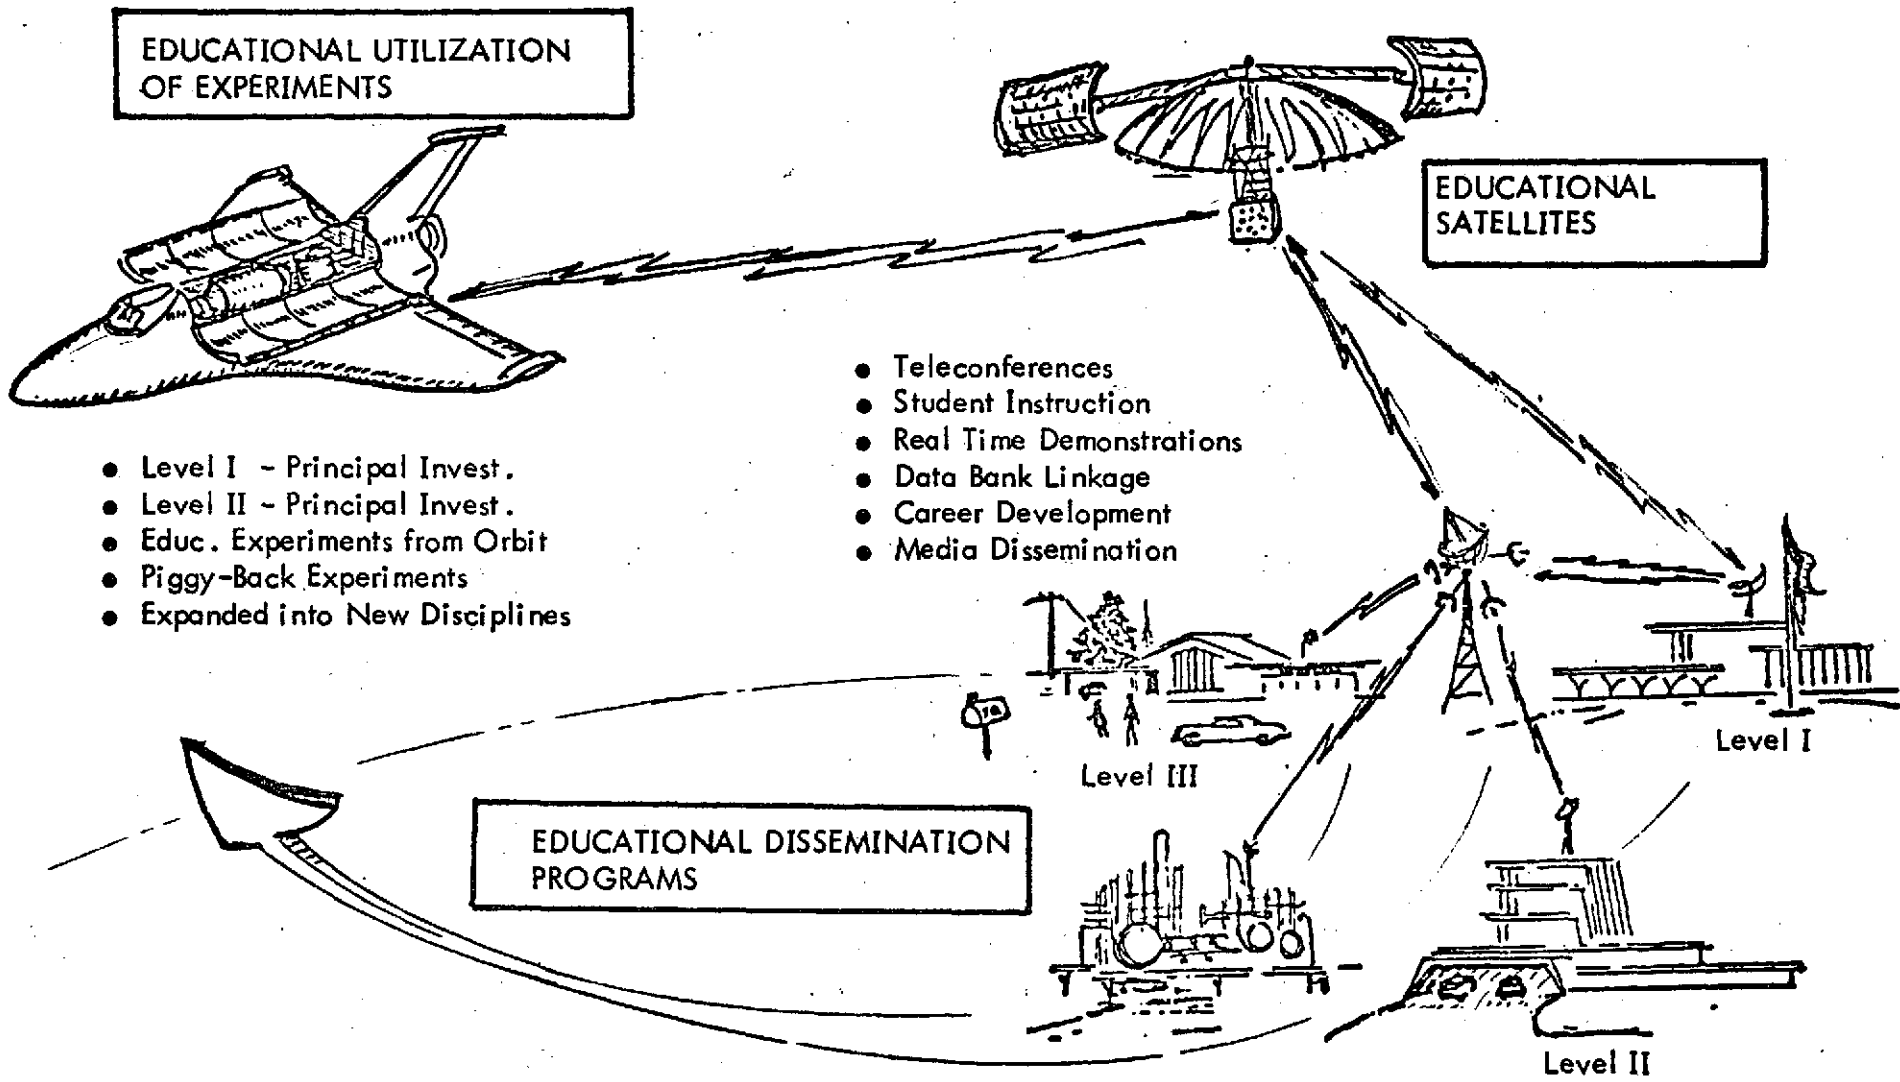 EDUCATIONAL UTILIZATION
OF EXPERIMENTS
EDUCATIONAL
SATELLITES
• Teleconferences
• Student Instruction
• Real Time Demonstrations
• Data Bank Linkage
• Career Development
• Media Dissemination
• Level I - Principal Invest.
• Level II - Principal Invest.
• Educ. Experiments from Orbit
• Piggy-Back Experiments
• Expanded into New Disciplines
Level I
Level III
EDUCATIONAL DISSEMINATION
PROGRAMS
Level II